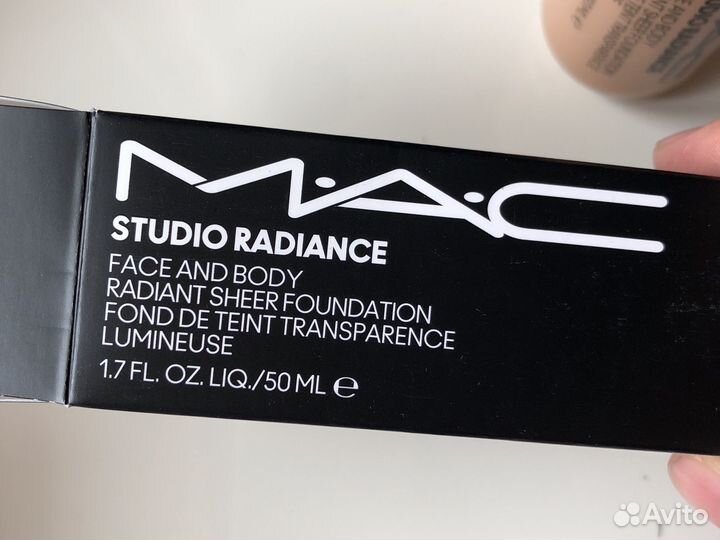 M·A·C
STUDIO RADIANCE
FACE AND BODY
RADIANT SHEER FOUNDATION
FOND DE TEINT TRANSPARENCE
LUMINEUSE
1.7 FL. OZ. LIQ./50 ML ℮
Avito